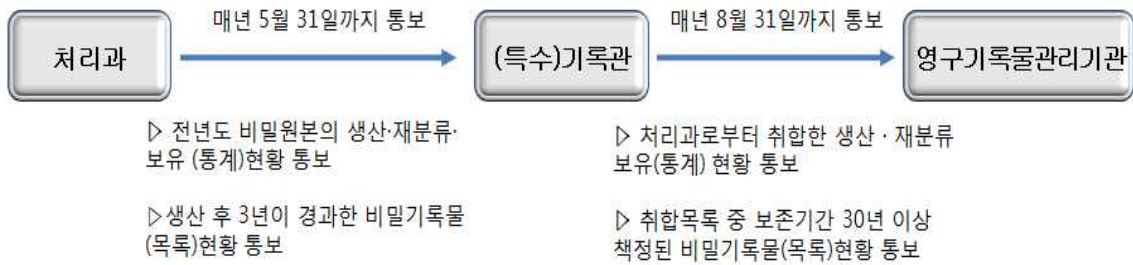 매년 5월 31일까지 통보
매년 8월 31일까지 통보
처리과
(특수)기록관
영구기록물관리기관
▷ 전년도 비밀원본의 생산·재분류·
보유 (통계)현황 통보
▷생산 후 3년이 경과한 비밀기록물
(목록)현황 통보
▷ 처리과로부터 취합한 생산 · 재분류
보유(통계) 현황 통보
▷ 취합목록 중 보존기간 30년 이상
책정된 비밀기록물(목록)현황 통보